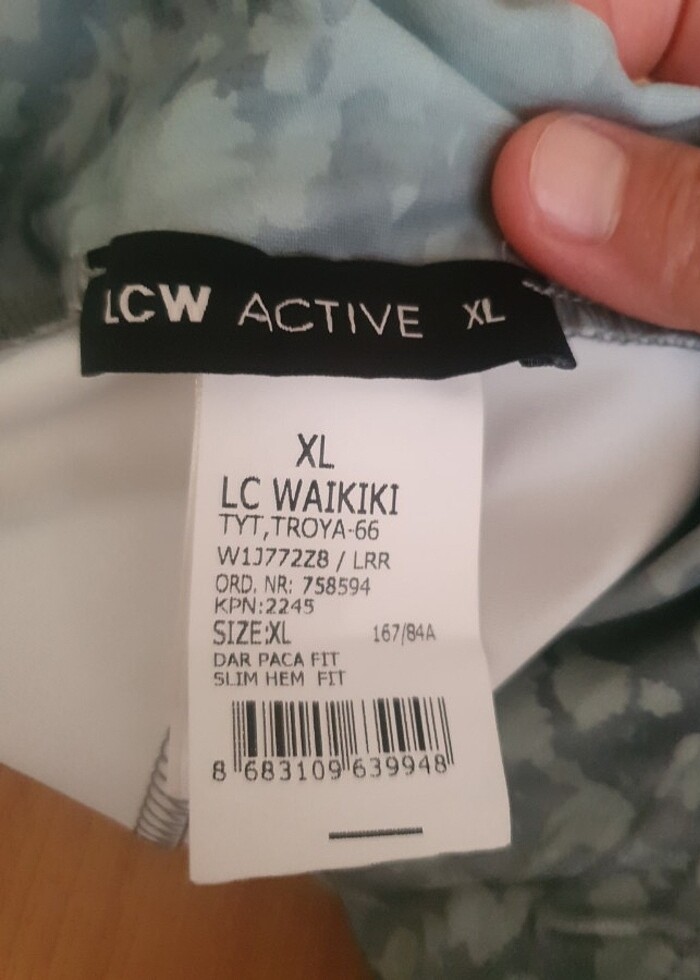 LCW ACTIVE XL
XL
LC WAIKIKI
TYT,TROYA-66
W1J772Z8 / LRR
ORD. NR: 758594
KPN:2245
SIZE:XL 167/84A
DAR PACA FIT
SLIM HEM FIT
8 683109 639948